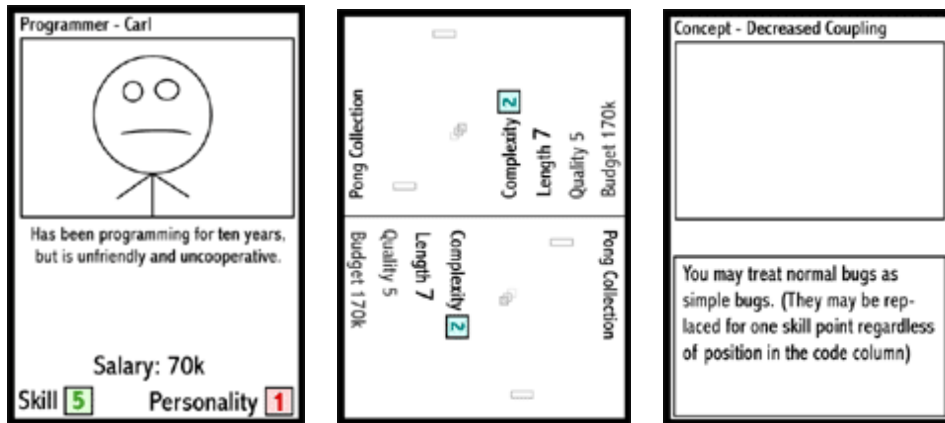 Programmer - Carl
Has been programming for ten years,
but is unfriendly and uncooperative.
Salary: 70k
Skill 5
Personality 1
Pong Collection
Complexity 2
Length 7
Quality 5
Budget 170k
Pong Collection
Complexity 2
Length 7
Quality 5
Budget 170k
Concept - Decreased Coupling
You may treat normal bugs as
simple bugs. (They may be rep-
laced for one skill point regardless
of position in the code column)